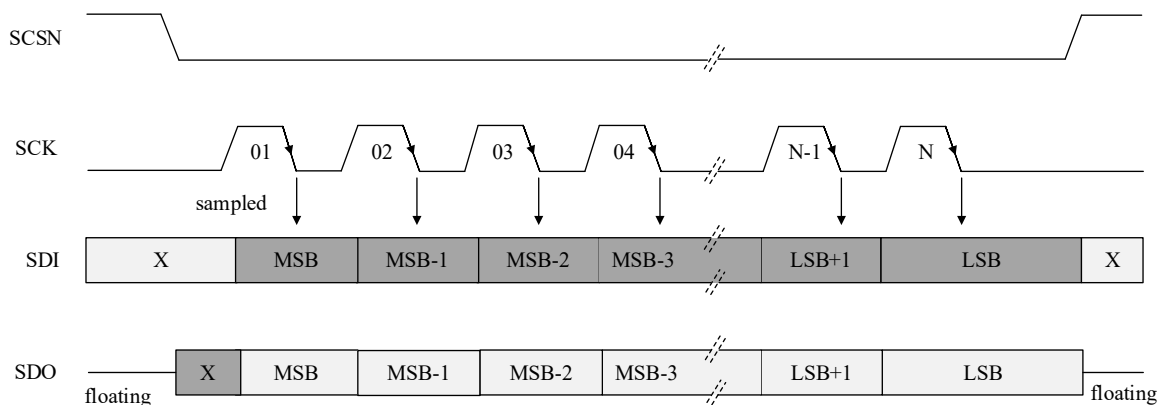 SCSN
SCK 01 02 03 04 N-1 N
sampled
SDI X MSB MSB-1 MSB-2 MSB-3 LSB+1 LSB X
SDO X MSB MSB-1 MSB-2 MSB-3 LSB+1 LSB
floating floating